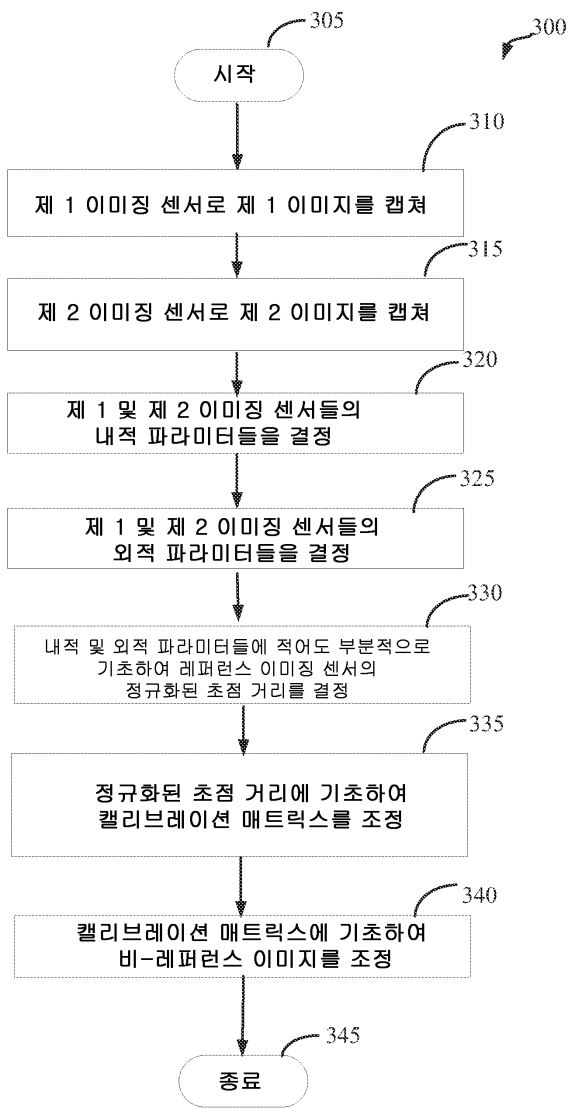 305
300
시작
310
제 1 이미징 센서로 제 1 이미지를 캡쳐
315
제 2 이미징 센서로 제 2 이미지를 캡쳐
320
제 1 및 제 2 이미징 센서들의
내적 파라미터들을 결정
325
제 1 및 제 2 이미징 센서들의
외적 파라미터들을 결정
330
내적 및 외적 파라미터들에 적어도 부분적으로
기초하여 레퍼런스 이미징 센서의
정규화된 초점 거리를 결정
335
정규화된 초점 거리에 기초하여
캘리브레이션 매트릭스를 조정
340
캘리브레이션 매트릭스에 기초하여
비-레퍼런스 이미지를 조정
345
종료